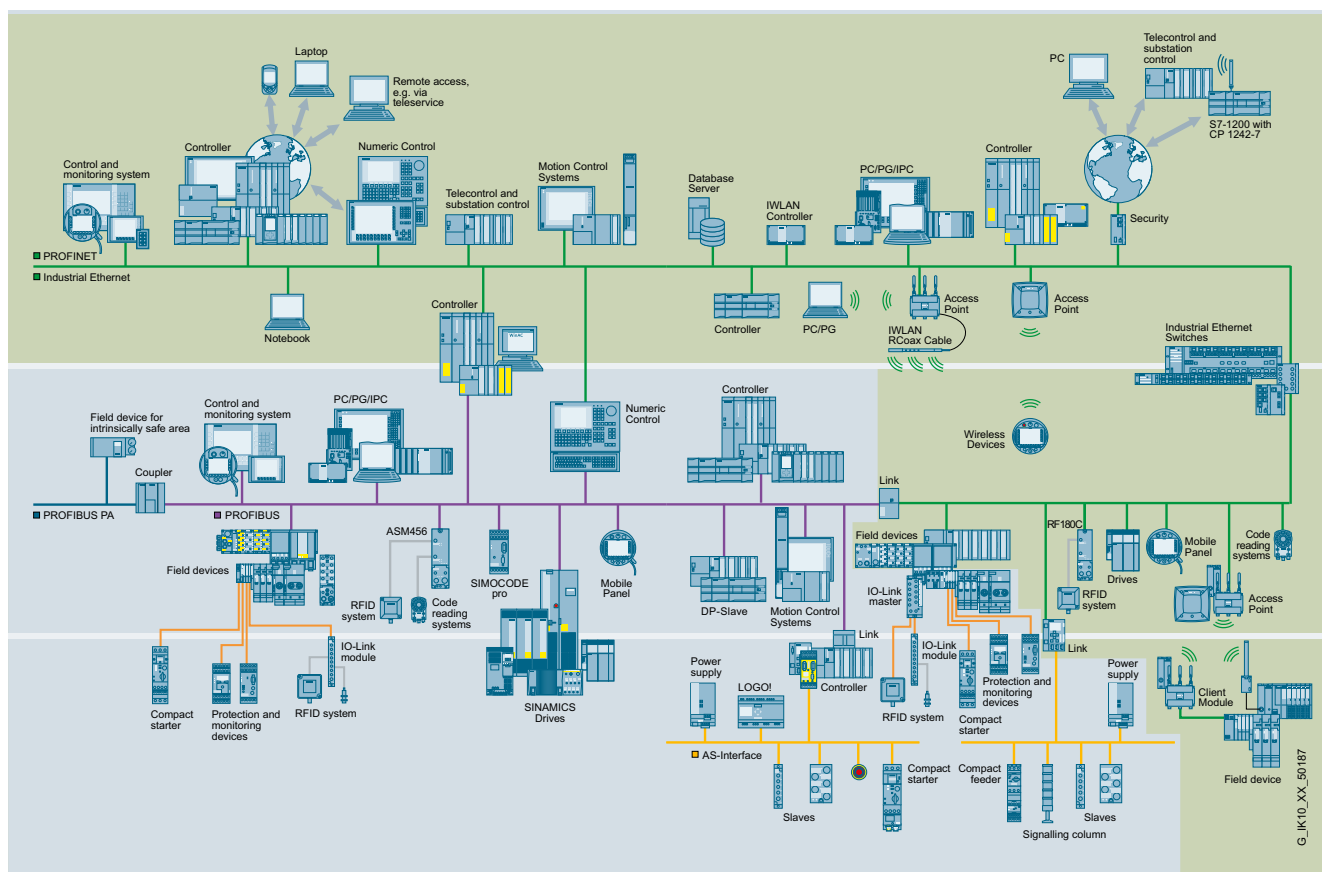 Laptop
Remote access,
e.g. via
teleservice
PC
Telecontrol and
substation
control
S7-1200 with
CP 1242-7
Control and
monitoring system
Controller
Numeric Control
Telecontrol and
substation control
Motion Control
Systems
Database
Server
IWLAN
Controller
PC/PG/IPC
Controller
Security
PROFINET
Industrial Ethernet
Notebook
Controller
WinAC
Controller
PC/PG
Access
Point
IWLAN
RCoax Cable
Access
Point
Industrial Ethernet
Switches
Field device for
intrinsically safe area
Coupler
Control and
monitoring system
PC/PG/IPC
Numeric
Control
Controller
Wireless
Devices
Link
PROFIBUS PA
PROFIBUS
Field devices
ASM456
RFID
system
Code
reading
systems
SIMOCODE
pro
Mobile
Panel
DP-Slave
Motion Control
Systems
Field devices
IO-Link
master
RF180C
RFID
system
Drives
Mobile
Panel
Access
Point
Code
reading
systems
Compact
starter
Protection and
monitoring
devices
IO-Link
module
RFID system
SINAMICS
Drives
Link
Controller
Power
supply
LOGO!
IO-Link
module
RFID system
Compact
starter
Protection and
monitoring
devices
Link
Power
supply
Client
Module
Field device
AS-Interface
Slaves
Compact
starter
Compact
feeder
Signalling column
Slaves
G_IK10_XX_50187